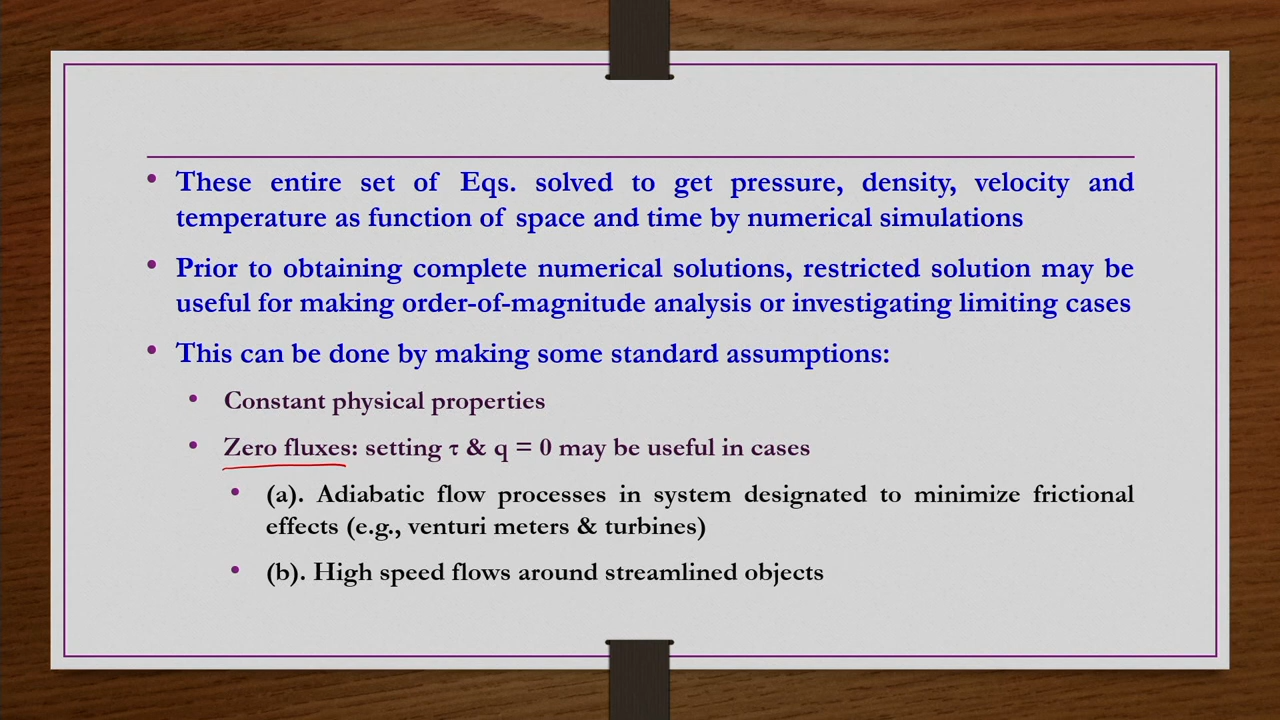 • These entire set of Eqs. solved to get pressure, density, velocity and
temperature as function of space and time by numerical simulations
• Prior to obtaining complete numerical solutions, restricted solution may be
useful for making order-of-magnitude analysis or investigating limiting cases
• This can be done by making some standard assumptions:
• Constant physical properties
• Zero fluxes: setting τ & q = 0 may be useful in cases
• (a). Adiabatic flow processes in system designated to minimize frictional
effects (e.g., venturi meters & turbines)
• (b). High speed flows around streamlined objects